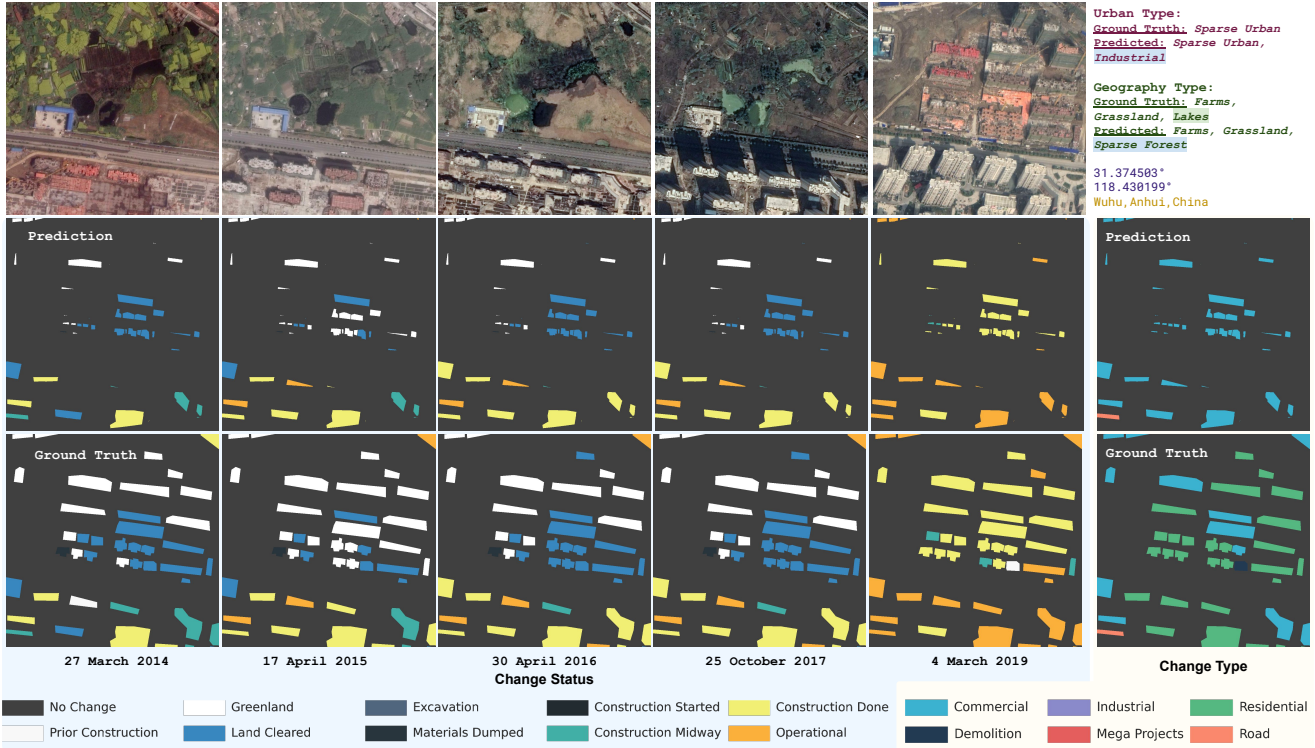 Urban Type:
Ground Truth: Sparse Urban
Predicted: Sparse Urban,
Industrial
Geography Type:
Ground Truth: Farms,
Grassland, Lakes
Predicted: Farms, Grassland,
Sparse Forest
31.374503°
118.430199°
Wuhu,Anhui,China
Prediction
Prediction
Ground Truth
Ground Truth
27 March 2014
17 April 2015
30 April 2016
25 October 2017
4 March 2019
Change Status
Change Type
No Change
Greenland
Excavation
Construction Started
Construction Done
Commercial
Industrial
Residential
Prior Construction
Land Cleared
Materials Dumped
Construction Midway
Operational
Demolition
Mega Projects
Road